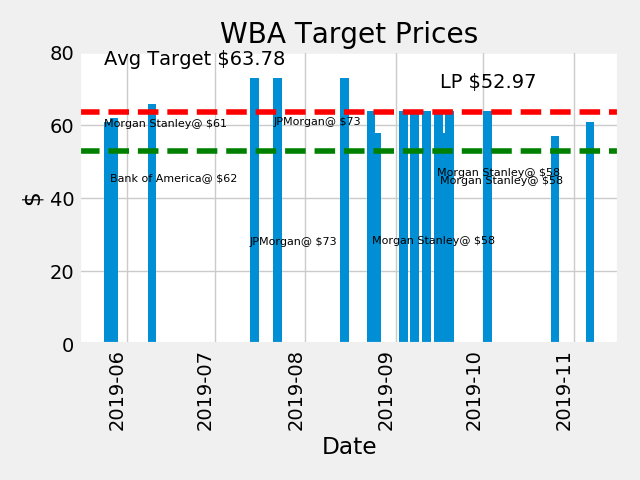 WBA Target Prices
Avg Target $63.78
LP $52.97
Morgan Stanley@ $61
JPMorgan@ $73
Bank of America@ $62
Morgan Stanley@ $58
Morgan Stanley@ $58
JPMorgan@ $73
Morgan Stanley@ $58
$
80
60
40
20
0
2019-06
2019-07
2019-08
2019-09
2019-10
2019-11
Date